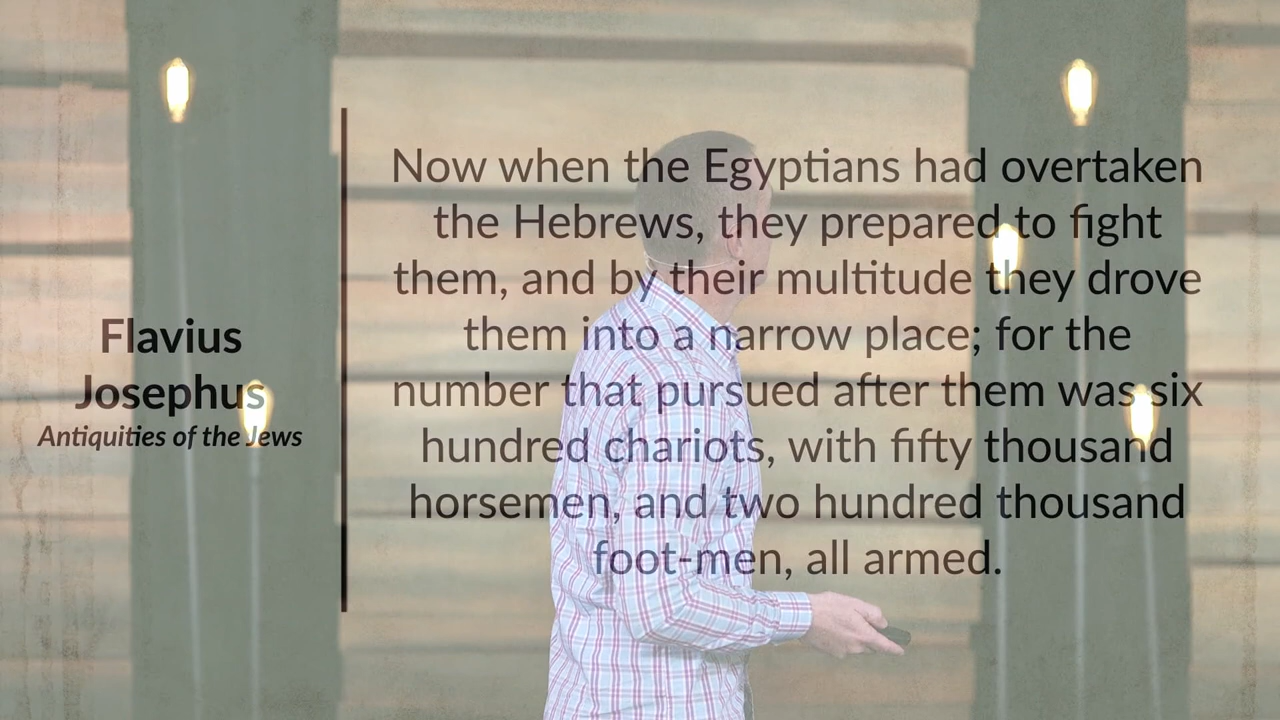 Flavius
Josephus
Antiquities of the Jews
Now when the Egyptians had overtaken
the Hebrews, they prepared to fight
them, and by their multitude they drove
them into a narrow place; for the
number that pursued after them was six
hundred chariots, with fifty thousand
horsemen, and two hundred thousand
foot-men, all armed.